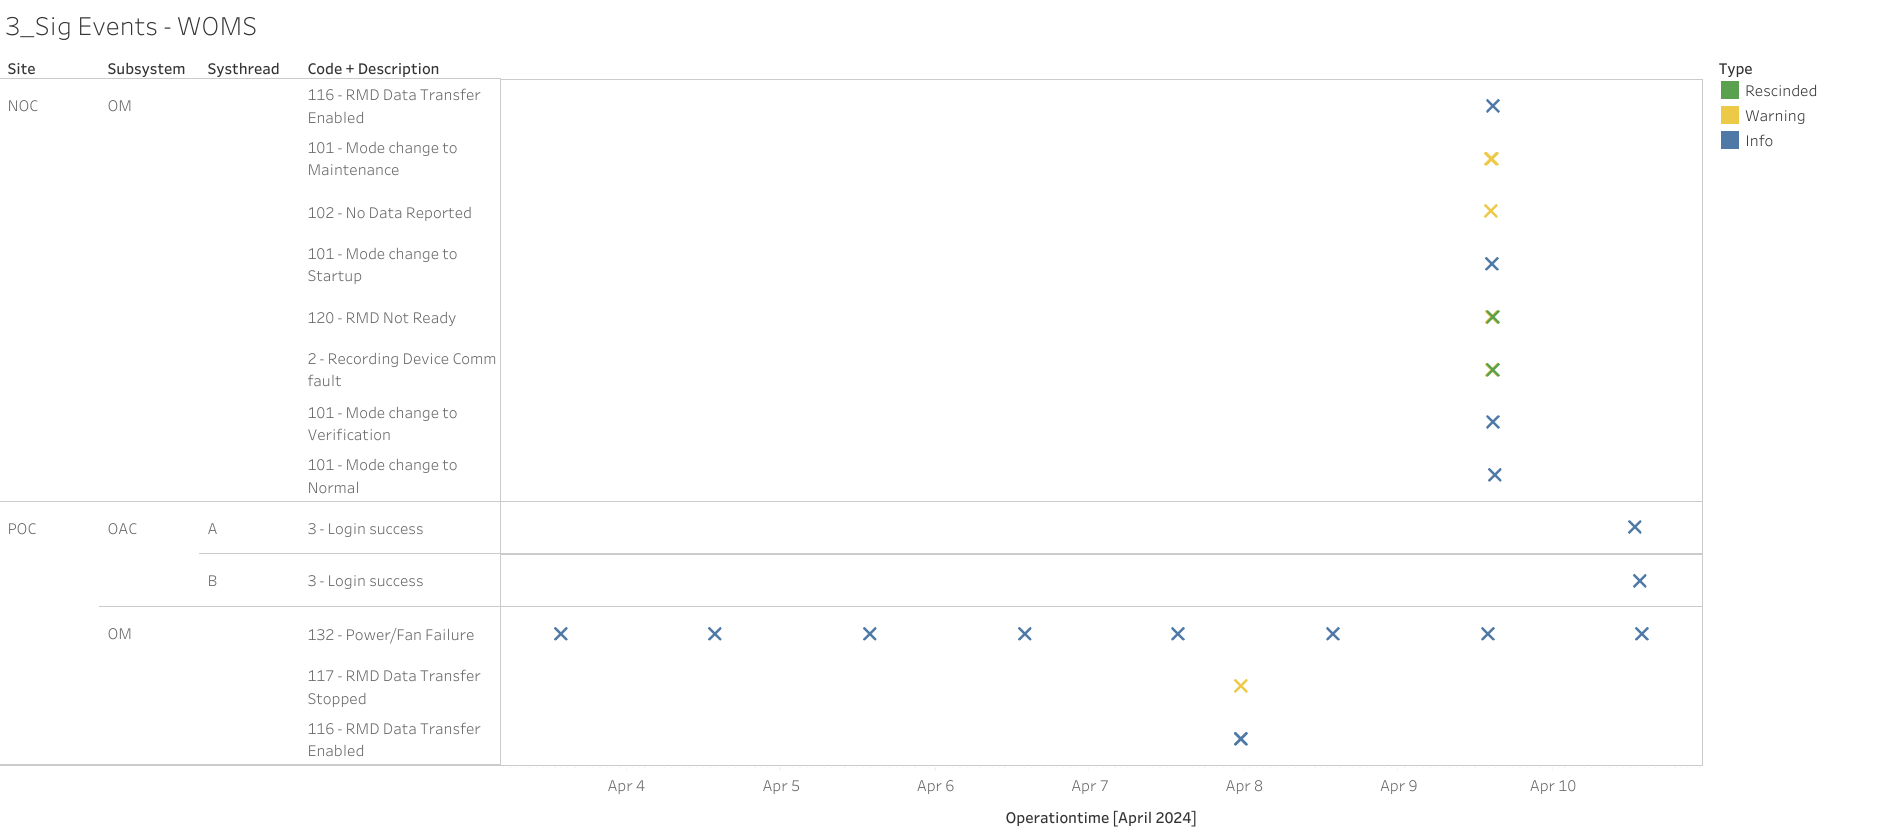 3_Sig Events - WOMS
Site Subsystem Systhread Code + Description
Type
Rescinded
Warning
Info
NOC OM 116 - RMD Data Transfer
Enabled
101 - Mode change to
Maintenance
102 - No Data Reported
101 - Mode change to
Startup
120 - RMD Not Ready
2 - Recording Device Comm
fault
101 - Mode change to
Verification
101 - Mode change to
Normal
POC OAC A 3 - Login success
B 3 - Login success
OM 132 - Power/Fan Failure
117 - RMD Data Transfer
Stopped
116 - RMD Data Transfer
Enabled
Apr 4 Apr 5 Apr 6 Apr 7 Apr 8 Apr 9 Apr 10
Operationtime [April 2024]